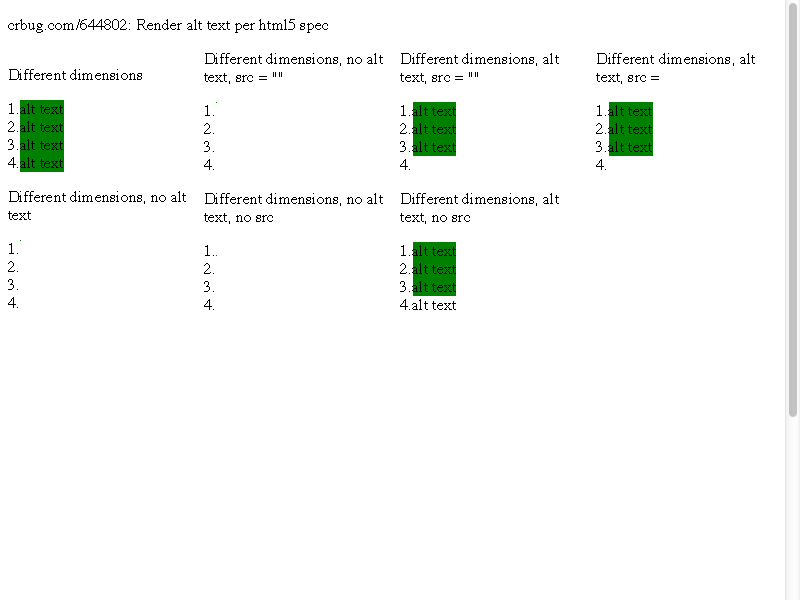 crbug.com/644802: Render alt text per html5 spec
Different dimensions
1.alt text
2.alt text
3.alt text
4.alt text
Different dimensions, no alt
text, src = ""
1.
2.
3.
4.
Different dimensions, alt
text, src = ""
1.alt text
2.alt text
3.alt text
4.
Different dimensions, alt
text, src =
1.alt text
2.alt text
3.alt text
4.
Different dimensions, no alt
text
1.
2.
3.
4.
Different dimensions, no alt
text, no src
1..
2.
3.
4.
Different dimensions, alt
text, no src
1.alt text
2.alt text
3.alt text
4.alt text